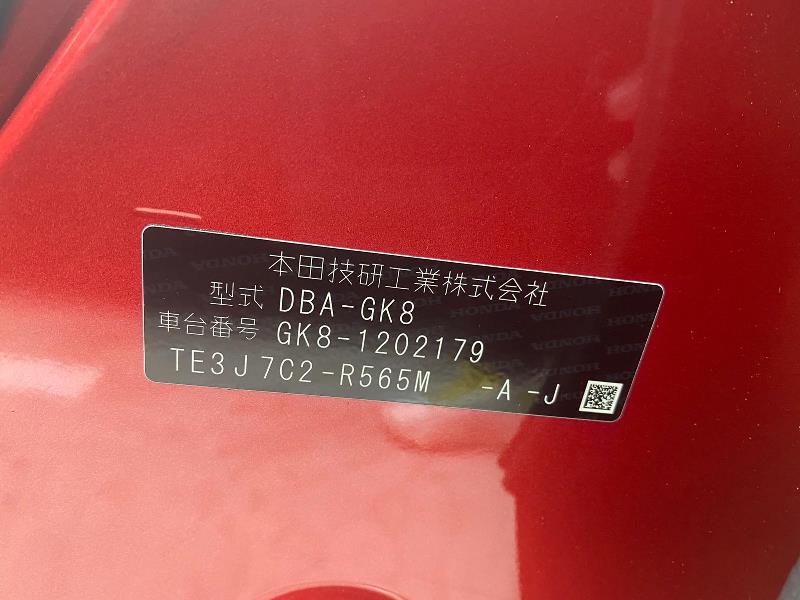 本田技研工業株式会社
型式 DBA-GK8
車台番号 GK8-1202179
TE3J7C2-R565M -A -J